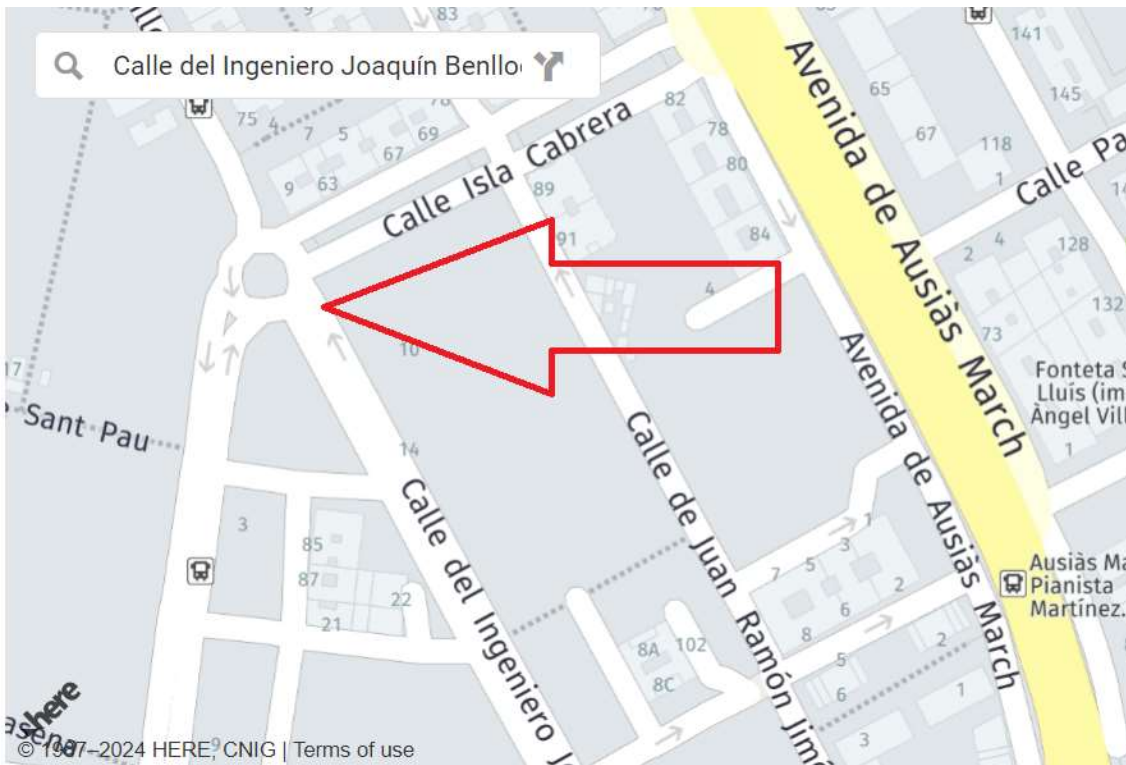 83
Calle del Ingeniero Joaquín Benllo
141
145
65
67
118
1
Calle Pa
Avenida de Ausiàs March
82
78
80
84
75
4
7
5
69
67
63
9
Calle Isla Cabrera
89
91
4
10
14
2
4
128
132
73
Fonteta S
Lluís (im
Àngel Vill
1
17
Sant Pau
Avenida de Ausiàs March
Calle de Juan Ramón Jimé
Calle del Ingeniero Jo
3
85
87
22
21
1
3
5
7
2
6
8
Ausiàs Ma
Pianista
Martínez.
8A
102
8C
5
6
2
1
3
9
here
asena
© 1987–2024 HERE, CNIG | Terms of use